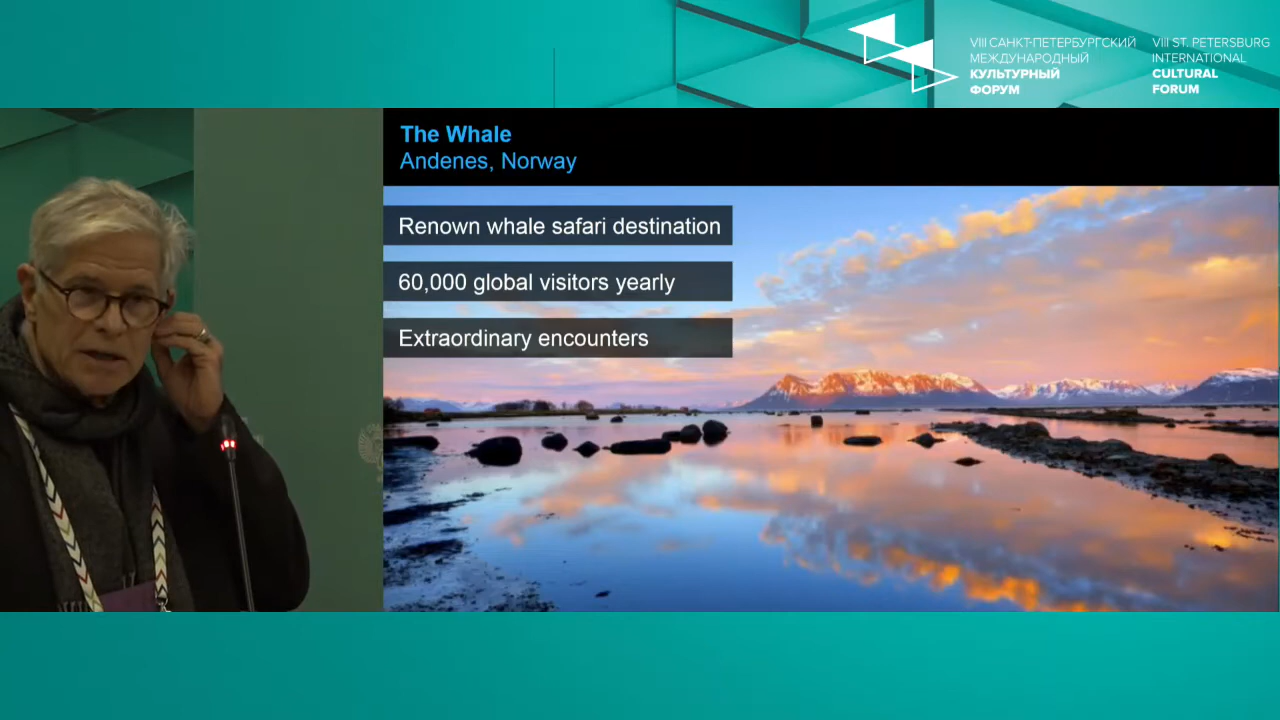 VIII САНКТ-ПЕТЕРБУРГСКИЙ
МЕЖДУНАРОДНЫЙ
КУЛЬТУРНЫЙ
ФОРУМ
VIII ST. PETERSBURG
INTERNATIONAL
CULTURAL
FORUM
The Whale
Andenes, Norway
Renown whale safari destination
60,000 global visitors yearly
Extraordinary encounters